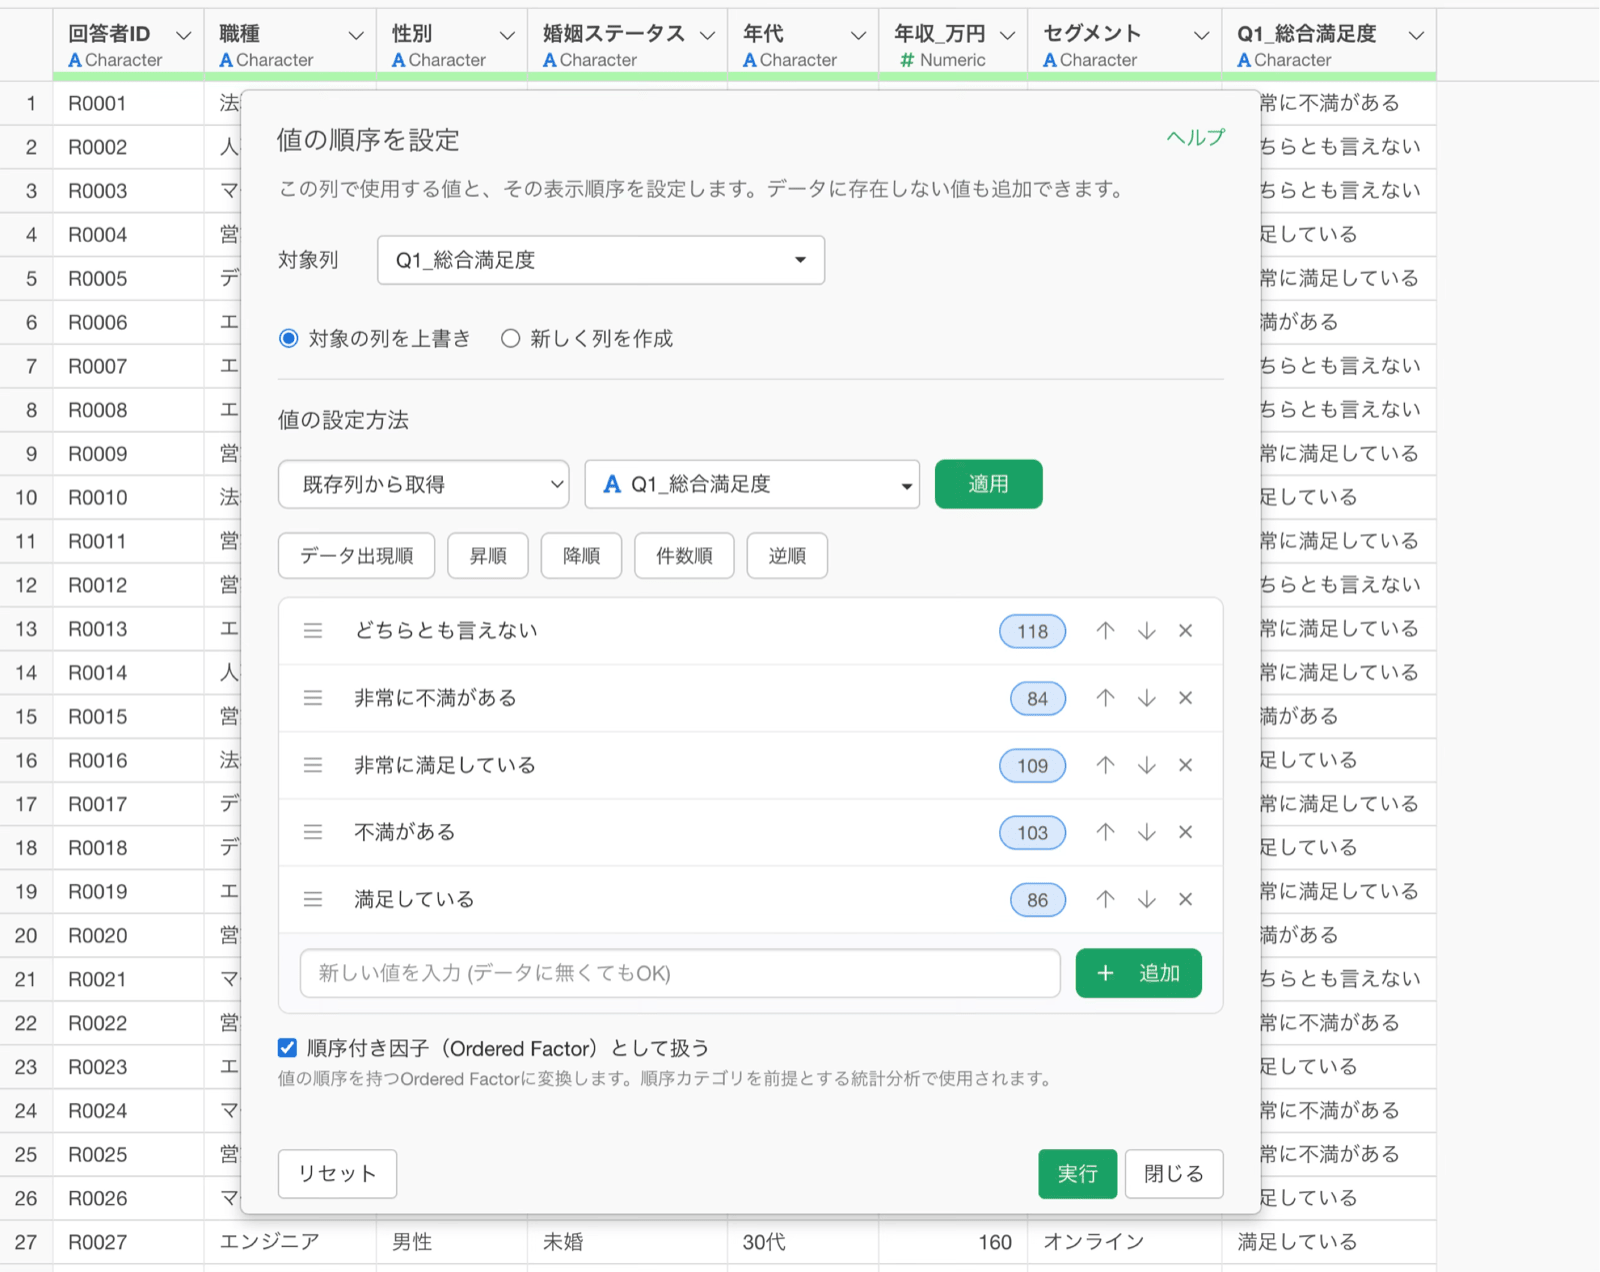 回答者ID 職種 性別 婚姻ステータス 年代 年収_万円 セグメント Q1_総合満足度
A Character A Character A Character A Character A Character # Numeric A Character A Character
1 R0001 法 常に不満がある
値の順序を設定 ヘルプ
2 R0002 人 ちらとも言えない
この列で使用する値と、その表示順序を設定します。データに存在しない値も追加できます。
3 R0003 マ ちらとも言えない
4 R0004 営 足している
対象列 Q1_総合満足度
5 R0005 デ 常に満足している
6 R0006 エ 満がある
対象の列を上書き 新しく列を作成
7 R0007 エ ちらとも言えない
8 R0008 エ ちらとも言えない
値の設定方法
9 R0009 営 常に満足している
既存列から取得 A Q1_総合満足度 適用
10 R0010 法 足している
11 R0011 営 常に満足している
データ出現順 昇順 降順 件数順 逆順
12 R0012 営 ちらとも言えない
13 R0013 エ 常に満足している
どちらとも言えない 118
14 R0014 人 常に満足している
非常に不満がある 84
15 R0015 営 満がある
16 R0016 法 足している
非常に満足している 109
17 R0017 デ 常に満足している
不満がある 103
18 R0018 デ 足している
19 R0019 エ 常に満足している
満足している 86
20 R0020 営 満がある
21 R0021 マ ちらとも言えない
新しい値を入力 (データに無くてもOK) + 追加
22 R0022 営 常に不満がある
順序付き因子（Ordered Factor）として扱う
23 R0023 エ 足している
値の順序を持つOrdered Factorに変換します。順序カテゴリを前提とする統計分析で使用されます。
24 R0024 マ 常に不満がある
25 R0025 営 常に不満がある
リセット 実行 閉じる
26 R0026 マ 足している
27 R0027 エンジニア 男性 未婚 30代 160 オンライン 満足している